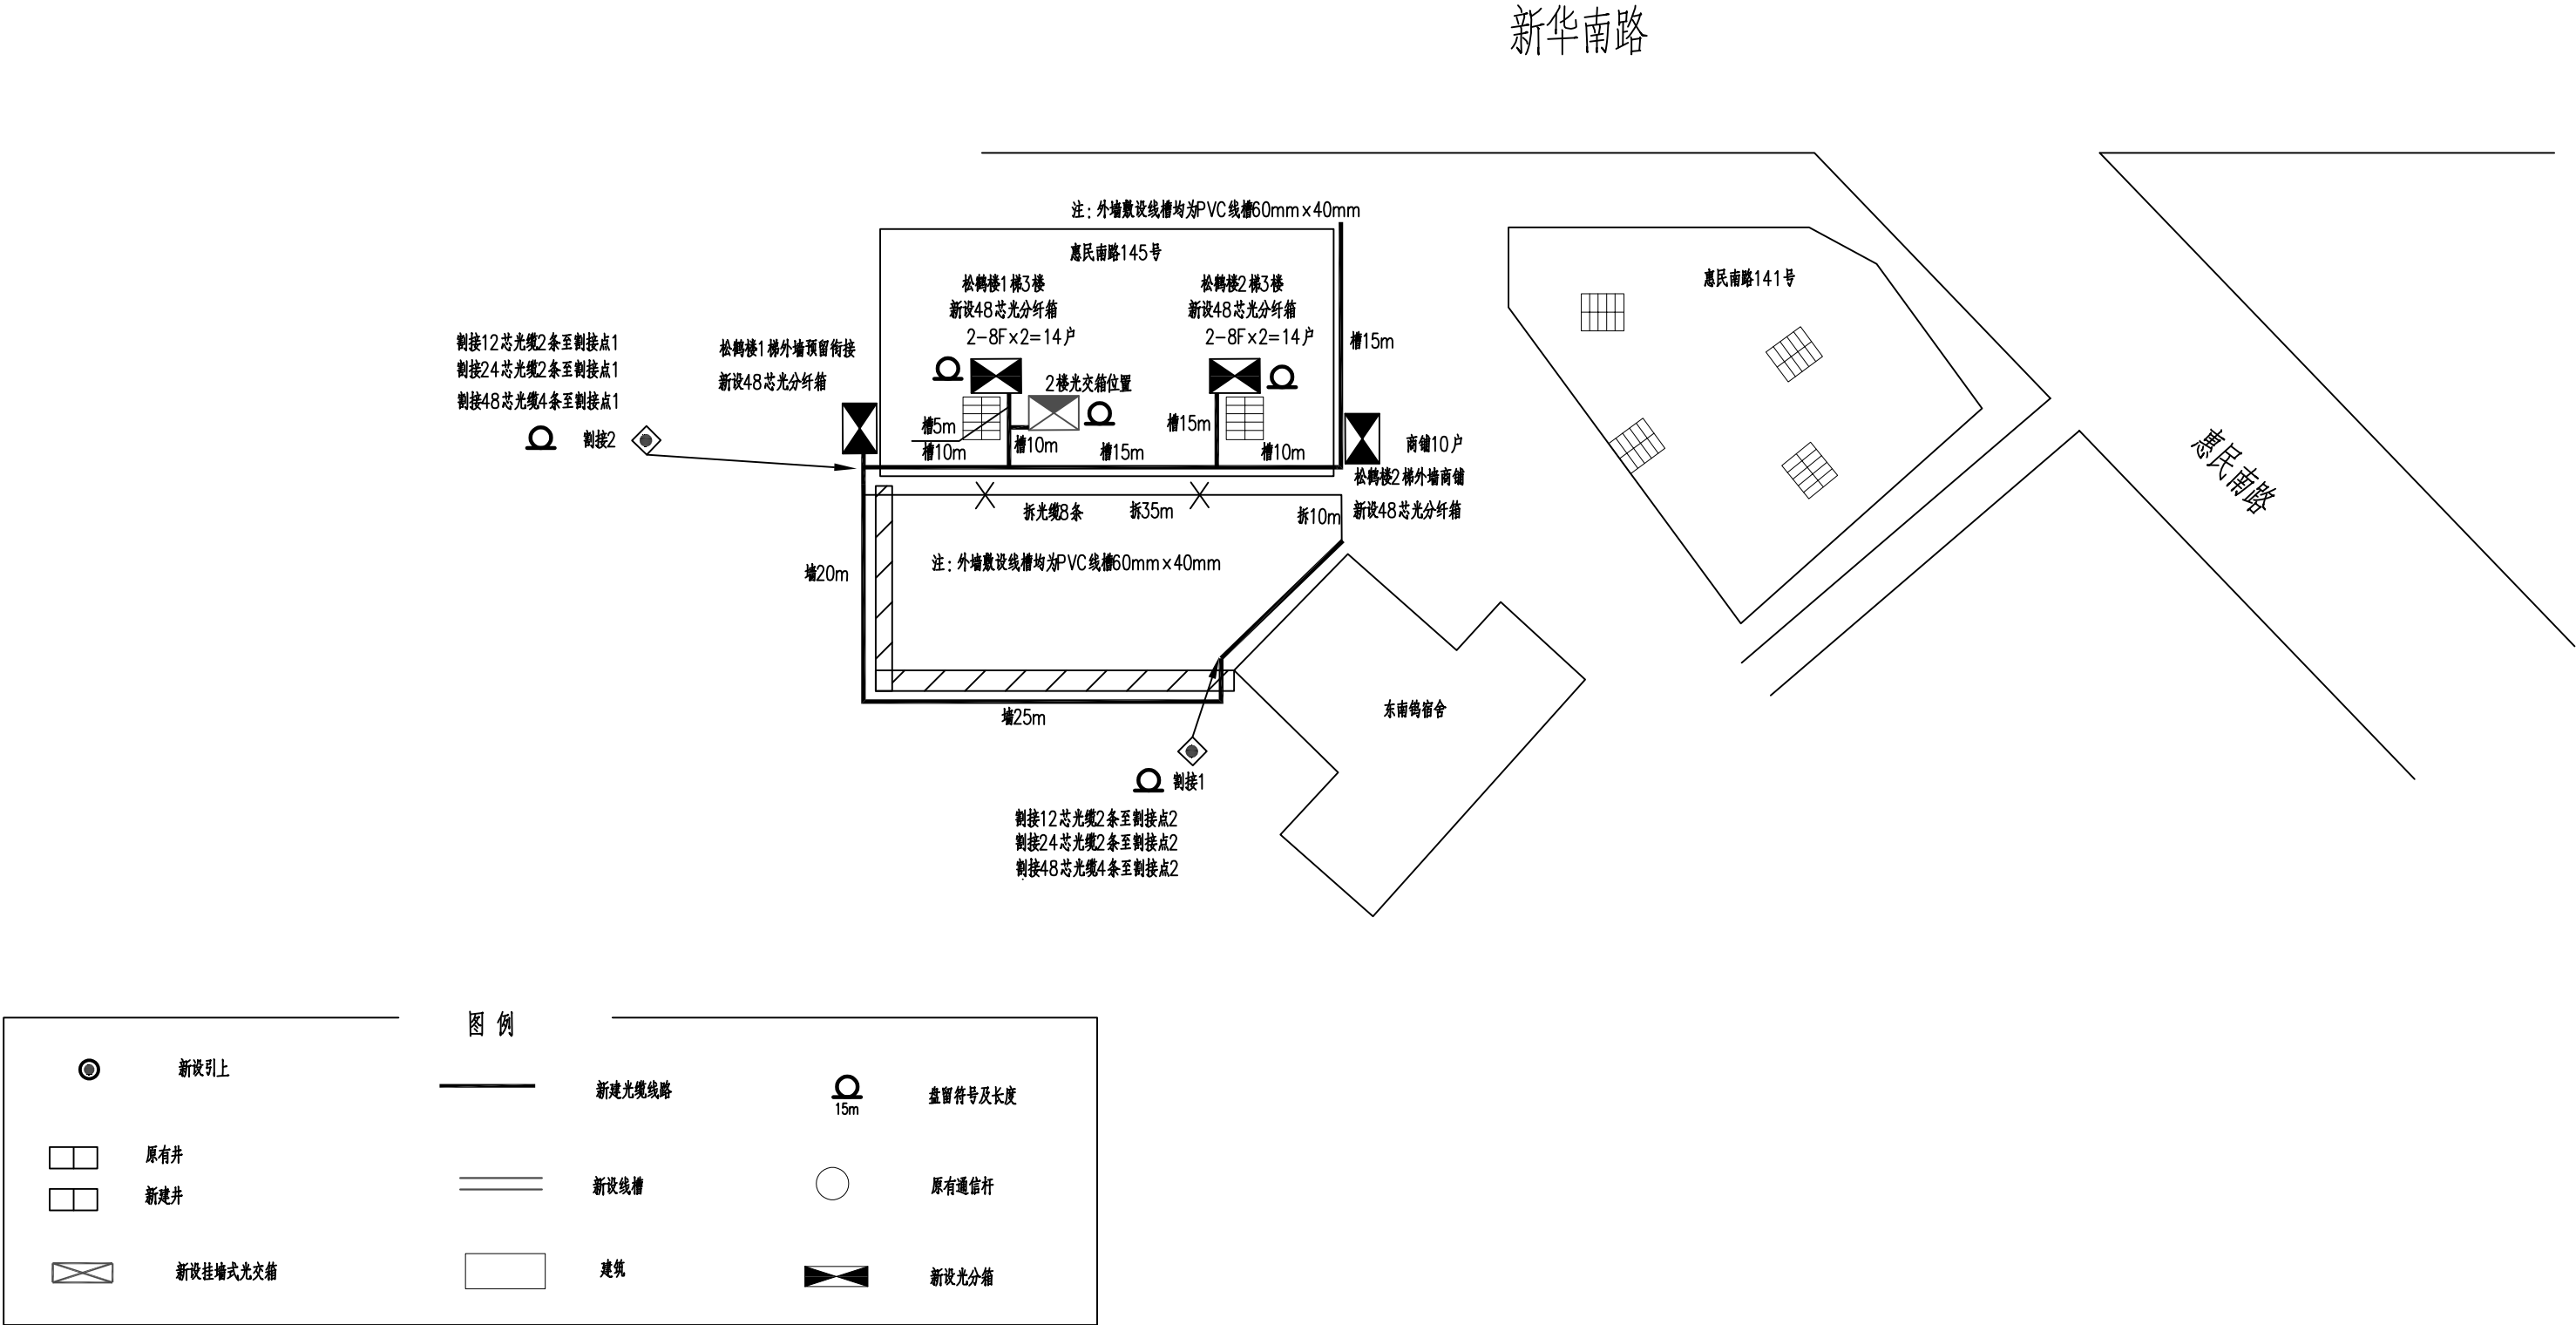 新华南路
注：外墙敷设线槽均为PVC线槽60mm×40mm
惠民南路145号
惠民南路141号
松鹤楼1梯3楼
新设48芯光分纤箱
2-8F×2=14户
松鹤楼2梯3楼
新设48芯光分纤箱
2-8F×2=14户
割接12芯光缆2条至割接点1
割接24芯光缆2条至割接点1
割接48芯光缆4条至割接点1
割接2
松鹤楼1梯外墙预留衔接
新设48芯光分纤箱
槽15m
2楼光交箱位置
槽5m
槽10m
槽10m
槽15m
槽15m
槽10m
商铺10户
松鹤楼2梯外墙商铺
新设48芯光分纤箱
惠民南路
拆光缆8条
拆35m
拆10m
注：外墙敷设线槽均为PVC线槽60mm×40mm
墙20m
墙25m
东南钨宿舍
割接1
割接12芯光缆2条至割接点2
割接24芯光缆2条至割接点2
割接48芯光缆4条至割接点2
图 例
新设引上
新建光缆线路
15m
盘留符号及长度
原有井
新建井
新设线槽
原有通信杆
新设挂墙式光交箱
建筑
新设光分箱